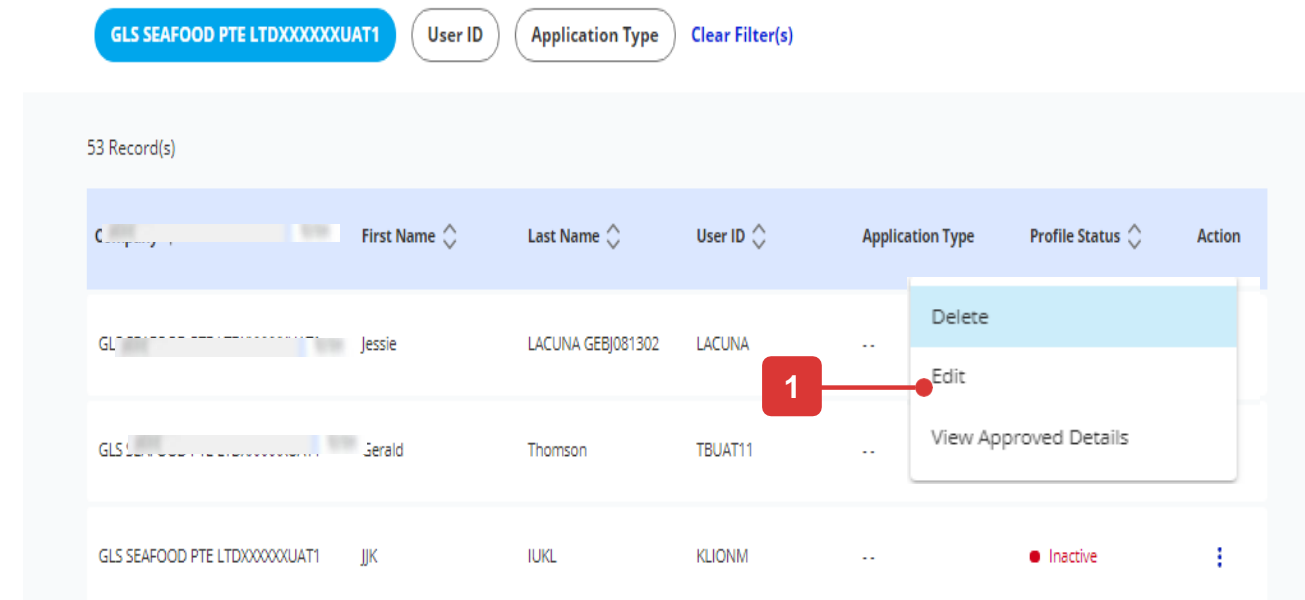 GLS SEAFOOD PTE LTDXXXXXXUAT1 User ID Application Type Clear Filter(s)
53 Record(s)
First Name Last Name User ID Application Type Profile Status Action
Delete
Jessie LACUNA GEBJ081302 LACUNA --
1 Edit
View Approved Details
GLS Gerald Thomson TBUAT11 --
GLS SEAFOOD PTE LTDXXXXXXUAT1 JJK IUKL KLIONM -- Inactive